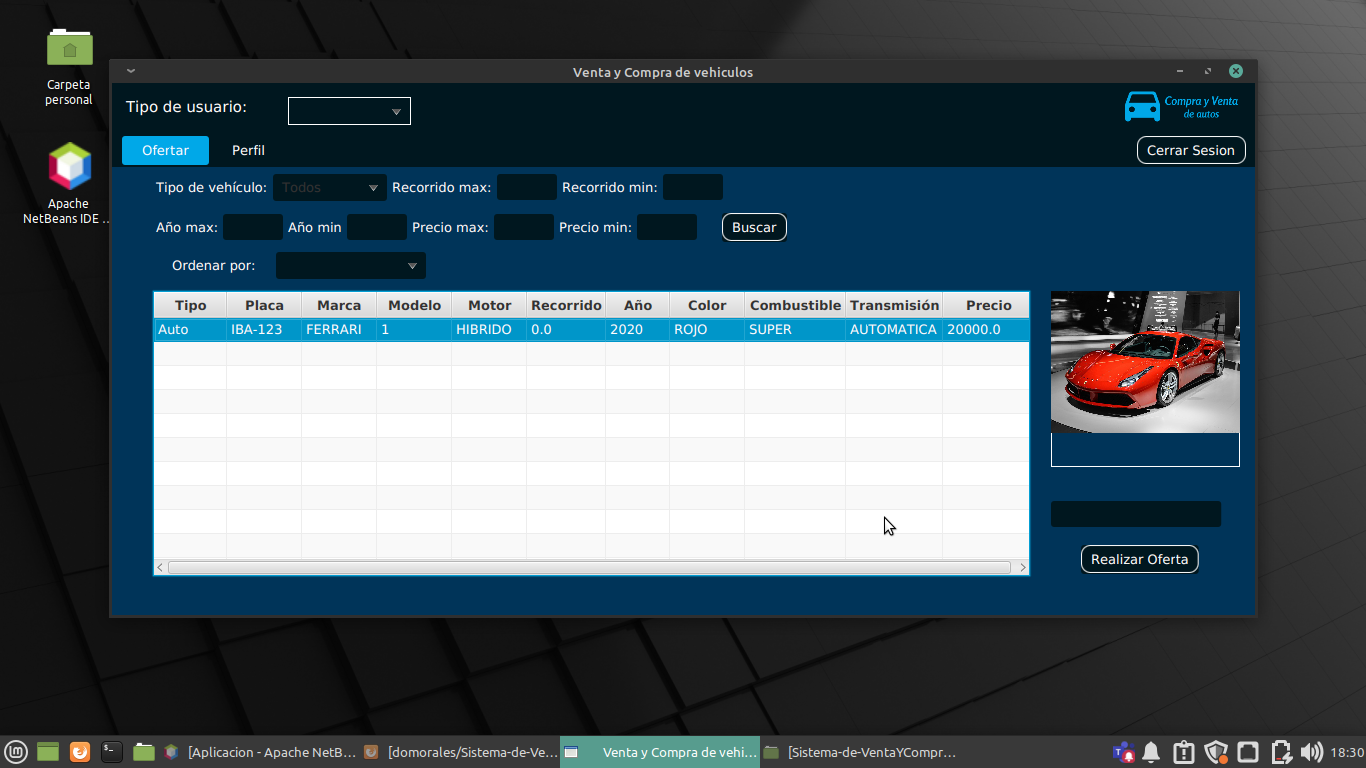 Carpeta
personal
Apache
NetBeans IDE ...
Venta y Compra de vehiculos
Tipo de usuario:
Compra y Venta
de autos
Ofertar Perfil Cerrar Sesion
Tipo de vehículo: Todos Recorrido max: Recorrido min:
Año max: Año min Precio max: Precio min: Buscar
Ordenar por:
Tipo Placa Marca Modelo Motor Recorrido Año Color Combustible Transmisión Precio
Auto IBA-123 FERRARI 1 HIBRIDO 0.0 2020 ROJO SUPER AUTOMATICA 20000.0
Realizar Oferta
[Aplicacion - Apache NetB... [domorales/Sistema-de-Ve... Venta y Compra de vehi... [Sistema-de-VentaYCompr... 18:30